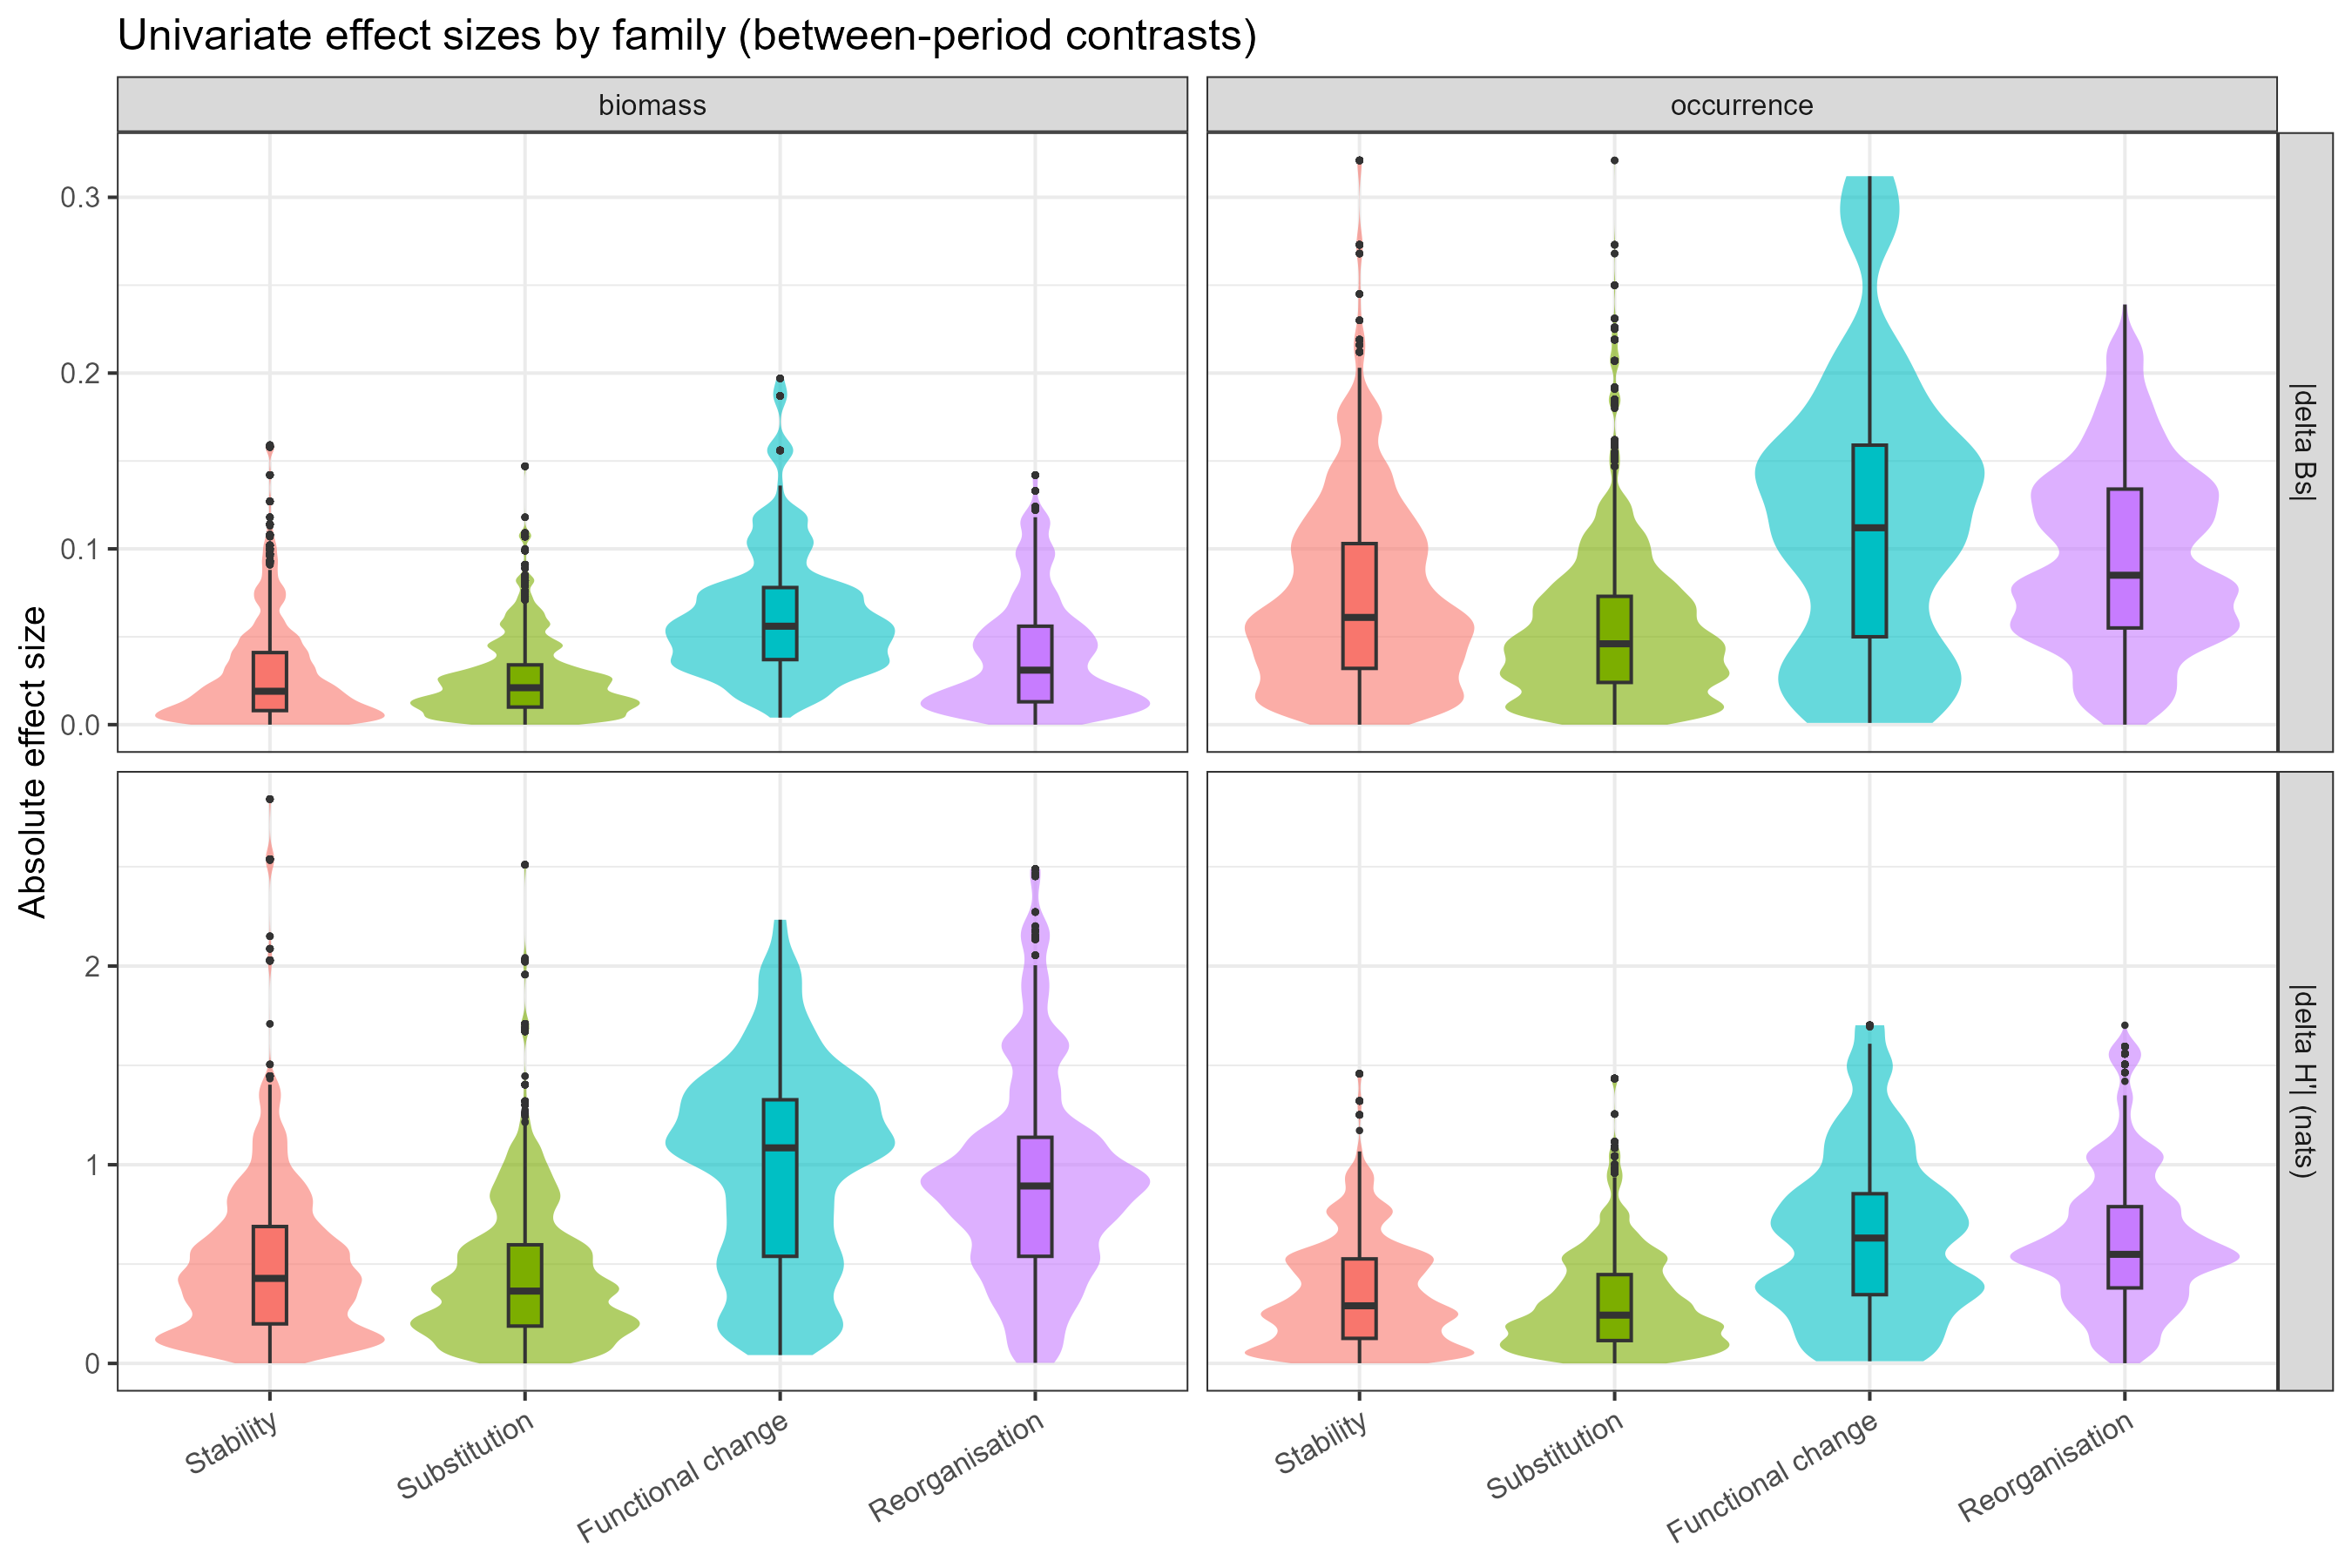 Univariate effect sizes by family (between-period contrasts)
biomass
occurrence
Absolute effect size
0.3
0.2
0.1
0.0
|delta Bs|
2
1
0
|delta H'| (nats)
Stability
Substitution
Functional change
Reorganisation
Stability
Substitution
Functional change
Reorganisation